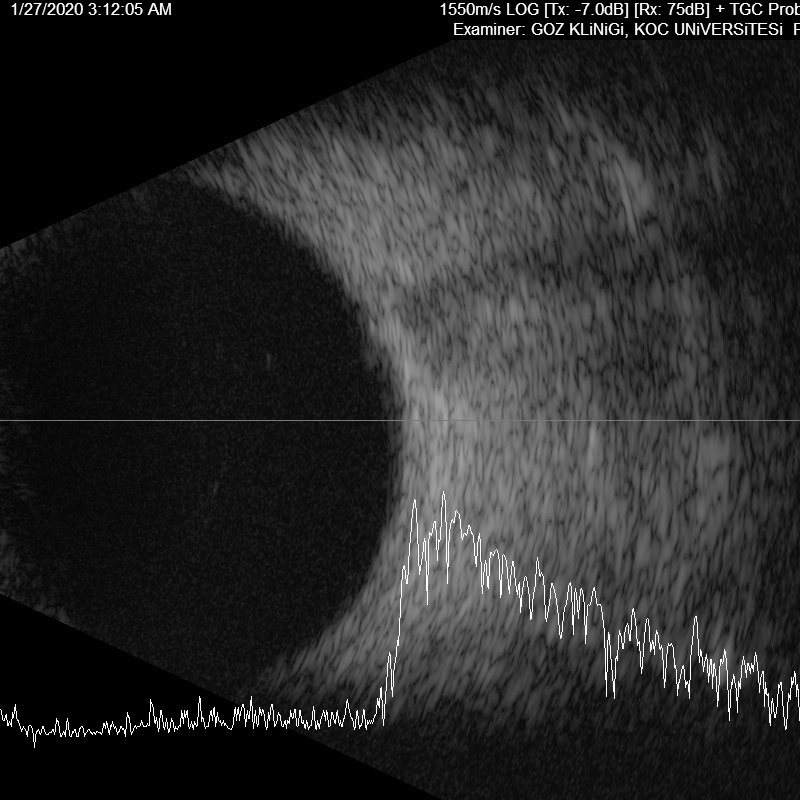 1/27/2020 3:12:05 AM
1550m/s LOG [Tx: -7.0dB] [Rx: 75dB] + TGC
Examiner: GOZ KLiNiGi, KOC UNiVERSiTESi